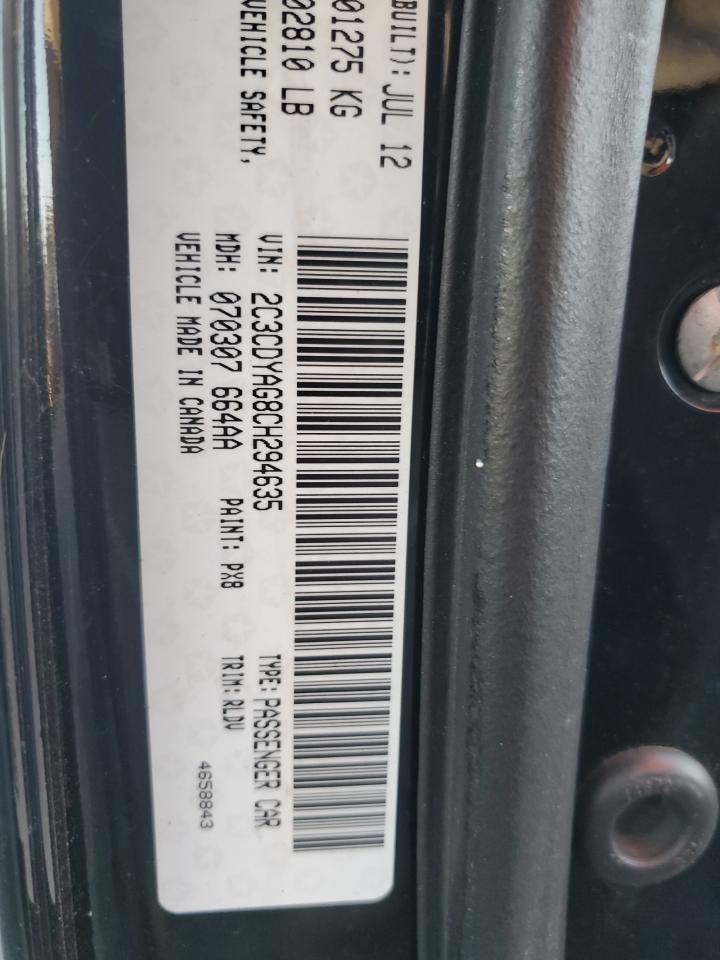 BUILT): JUL 12
01275 KG
02810 LB
VEHICLE SAFETY,
VIN: 2C3CDYAG8CH294635 TYPE: PASSENGER CAR
MDH: 070307 664AA PAINT: PX8 TRIM: RLDV
VEHICLE MADE IN CANADA
4658843